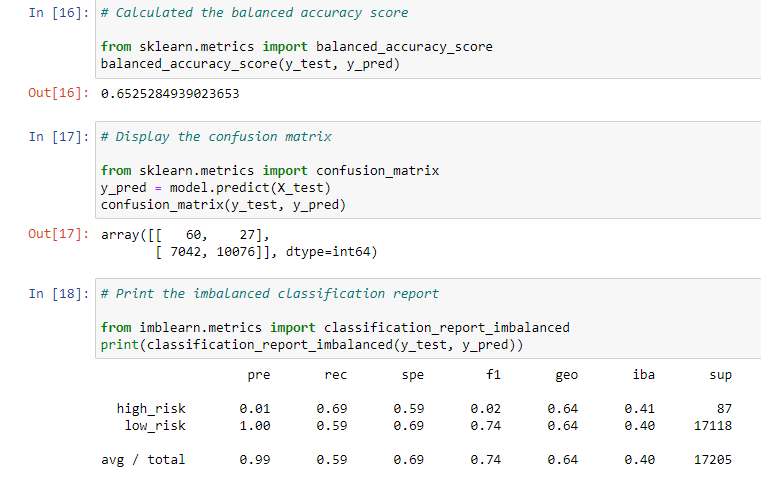 In [16]: # Calculated the balanced accuracy score
from sklearn.metrics import balanced_accuracy_score
balanced_accuracy_score(y_test, y_pred)
Out[16]: 0.6525284939023653
In [17]: # Display the confusion matrix
from sklearn.metrics import confusion_matrix
y_pred = model.predict(X_test)
confusion_matrix(y_test, y_pred)
Out[17]: array([[   60,    27],
       [ 7042, 10076]], dtype=int64)
In [18]: # Print the imbalanced classification report
from imblearn.metrics import classification_report_imbalanced
print(classification_report_imbalanced(y_test, y_pred))
pre rec spe f1 geo iba sup
high_risk 0.01 0.69 0.59 0.02 0.64 0.41 87
low_risk 1.00 0.59 0.69 0.74 0.64 0.40 17118
avg / total 0.99 0.59 0.69 0.74 0.64 0.40 17205